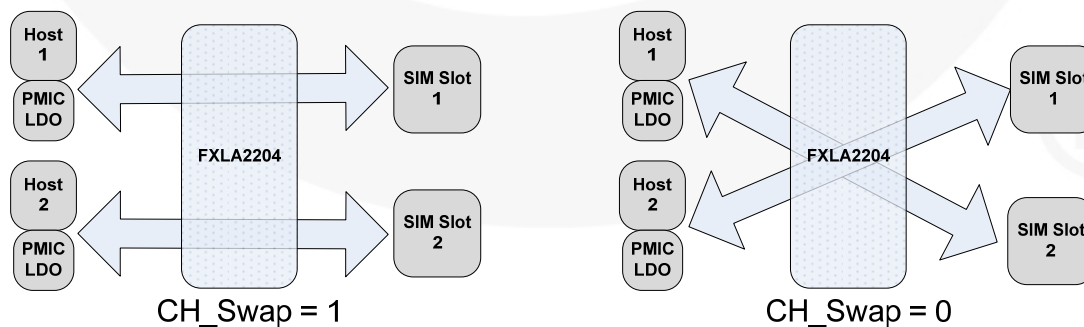 Host
1
PMIC
LDO
Host
2
PMIC
LDO
FXLA2204
SIM Slot
1
SIM Slot
2
CH_Swap = 1
Host
1
PMIC
LDO
Host
2
PMIC
LDO
FXLA2204
SIM Slot
1
SIM Slot
2
CH_Swap = 0